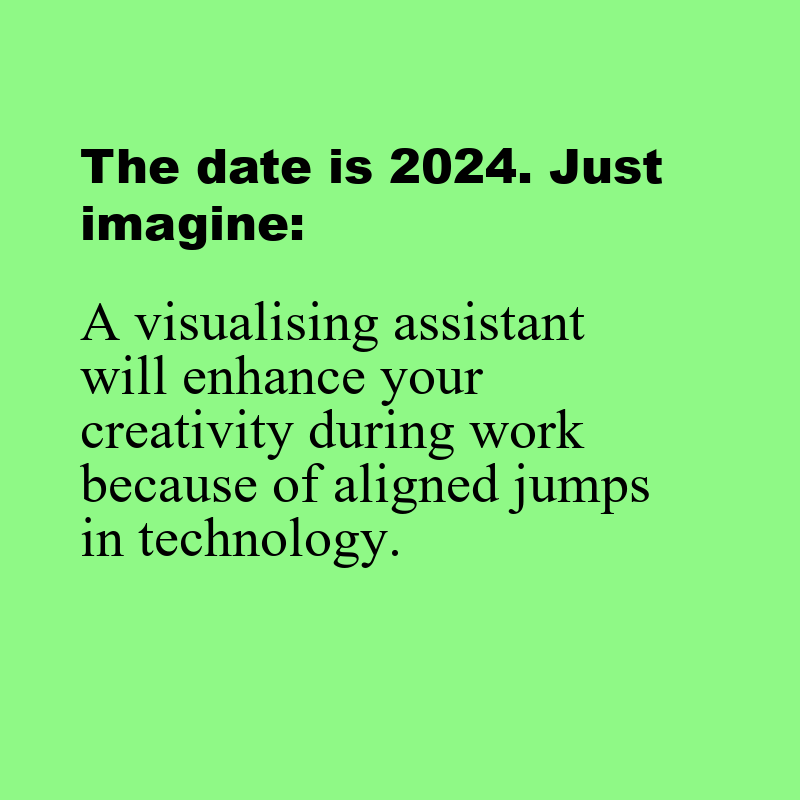 The date is 2024. Just
imagine:
A visualising assistant
will enhance your
creativity during work
because of aligned jumps
in technology.